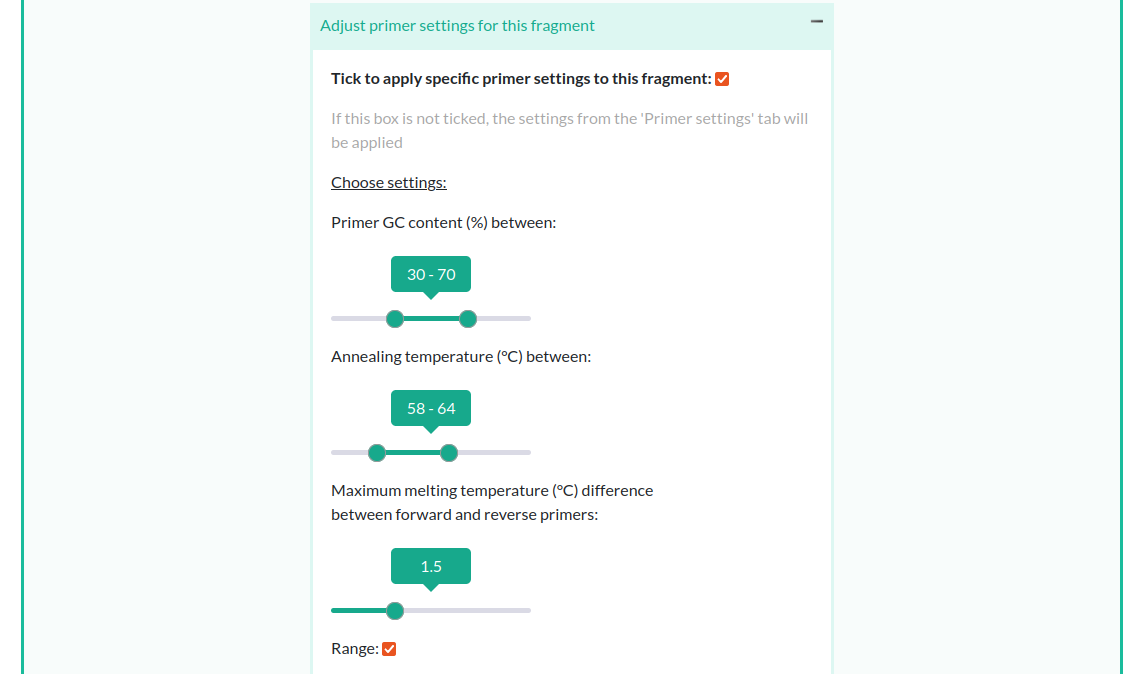 Adjust primer settings for this fragment
Tick to apply specific primer settings to this fragment:
If this box is not ticked, the settings from the 'Primer settings' tab will
be applied
Choose settings:
Primer GC content (%) between:
30 - 70
Annealing temperature (°C) between:
58 - 64
Maximum melting temperature (°C) difference
between forward and reverse primers:
1.5
Range: